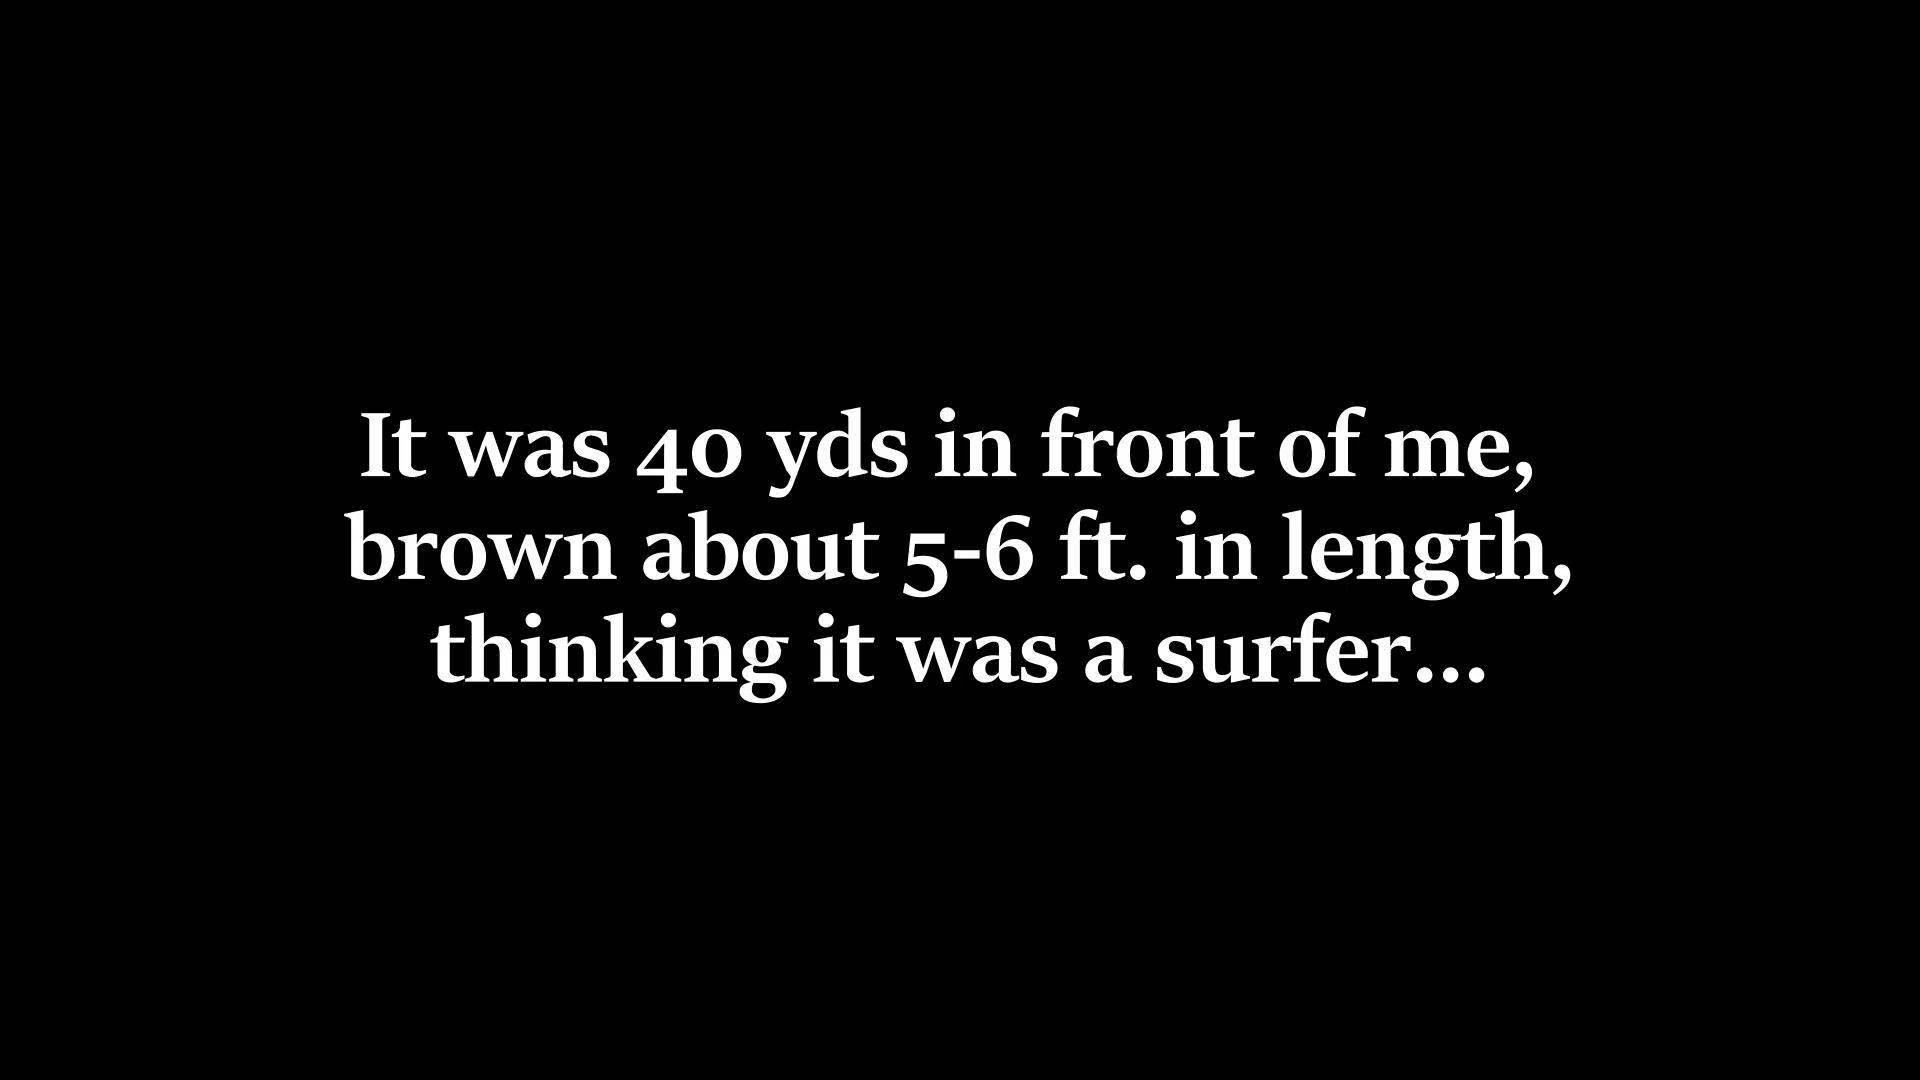 It was 40 yds in front of me,
brown about 5-6 ft. in length,
thinking it was a surfer...